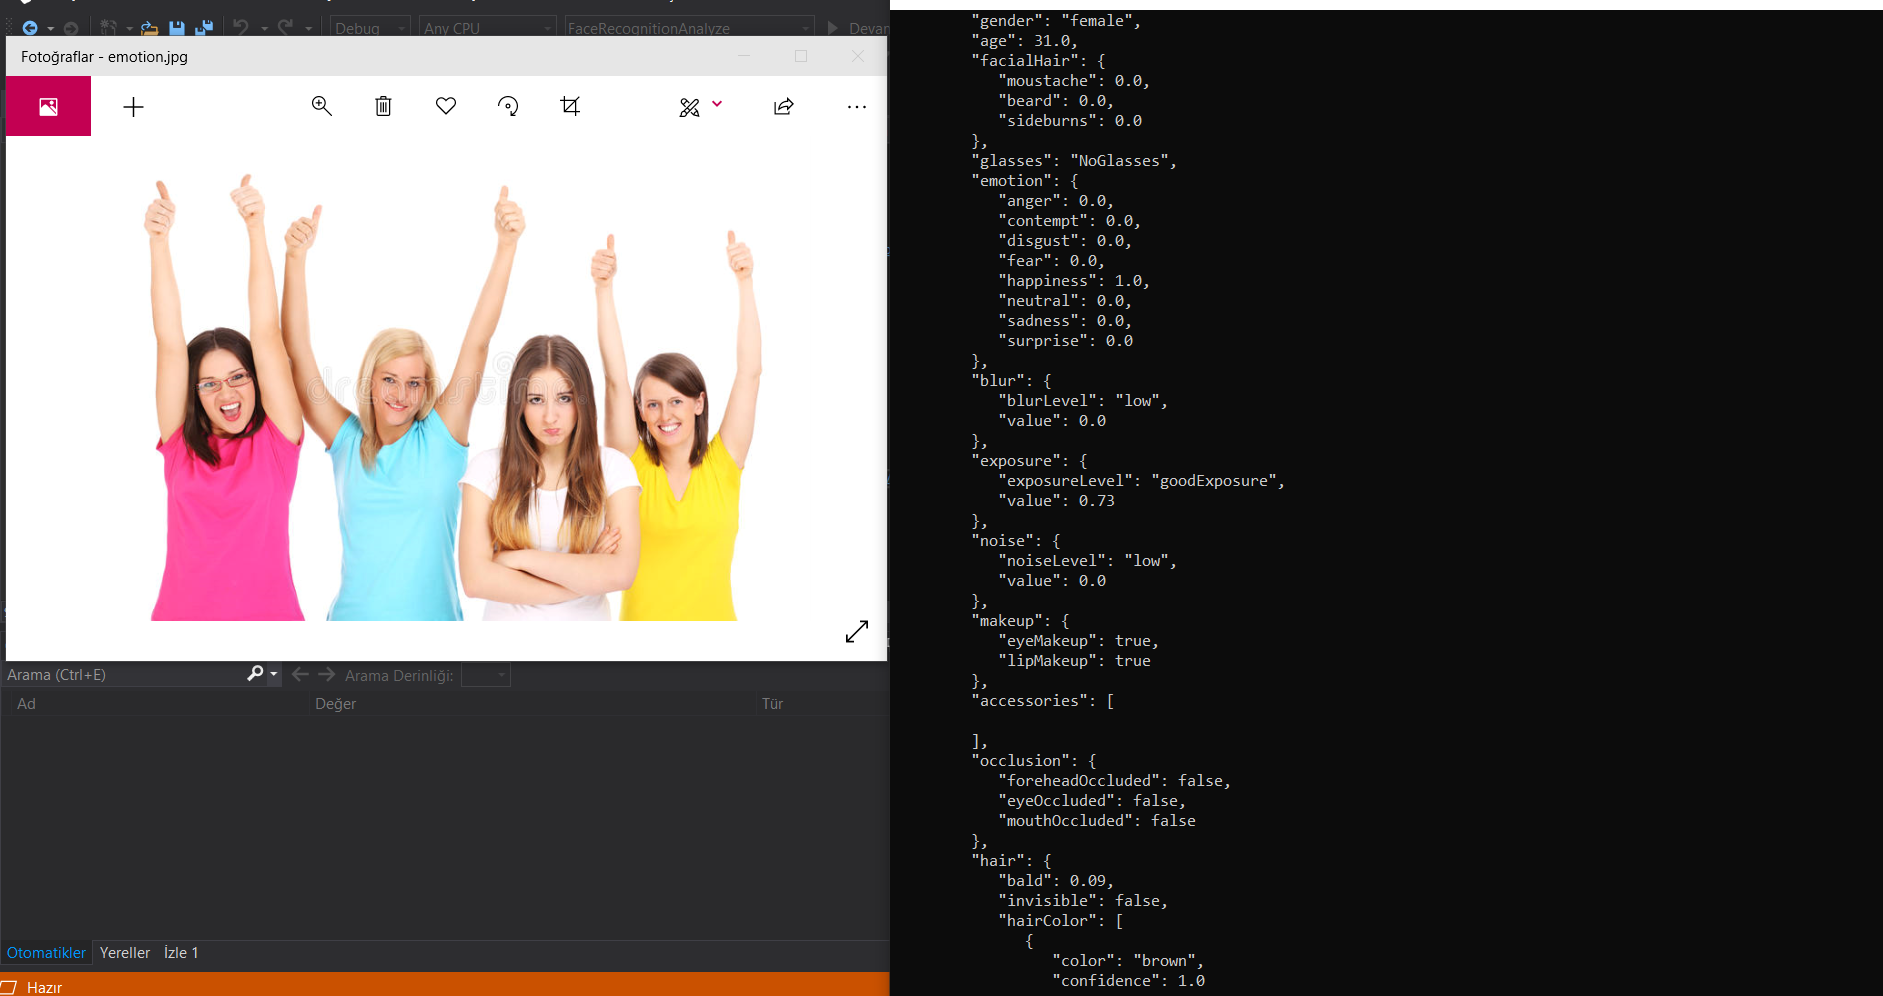 Debug
Any CPU
FaceRecognitionAnalyze
Devam
Fotoğraflar - emotion.jpg
dreamstime
Arama (Ctrl+E)
Arama Derinliği:
Ad
Değer
Tür
Otomatikler
Yereller
İzle 1
Hazır
"gender": "female",
"age": 31.0,
"facialHair": {
"moustache": 0.0,
"beard": 0.0,
"sideburns": 0.0
},
"glasses": "NoGlasses",
"emotion": {
"anger": 0.0,
"contempt": 0.0,
"disgust": 0.0,
"fear": 0.0,
"happiness": 1.0,
"neutral": 0.0,
"sadness": 0.0,
"surprise": 0.0
},
"blur": {
"blurLevel": "low",
"value": 0.0
},
"exposure": {
"exposureLevel": "goodExposure",
"value": 0.73
},
"noise": {
"noiseLevel": "low",
"value": 0.0
},
"makeup": {
"eyeMakeup": true,
"lipMakeup": true
},
"accessories": [
],
"occlusion": {
"foreheadOccluded": false,
"eyeOccluded": false,
"mouthOccluded": false
},
"hair": {
"bald": 0.09,
"invisible": false,
"hairColor": [
{
"color": "brown",
"confidence": 1.0